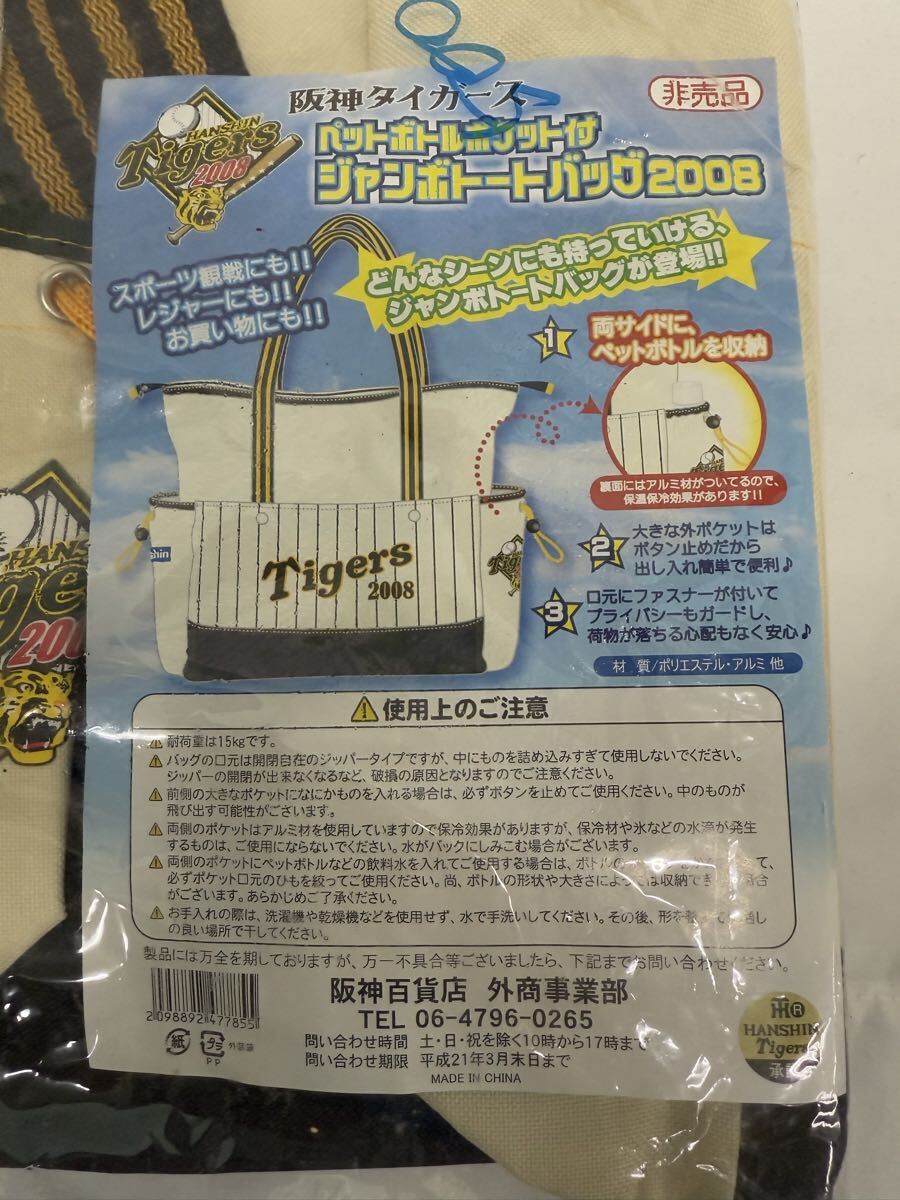 阪神タイガース
非売品
HANSHIN
Tigers
2008
ペットボトルポケット付
ジャンボトートバッグ2008
スポーツ観戦にも!!
レジャーにも!!
お買い物にも!!
どんなシーンにも持っていける、
ジャンボトートバッグが登場!!
1 両サイドに、
ペットボトルを収納
裏面にはアルミ材がついてるので、
保温保冷効果があります!!
2 大きな外ポケットは
ボタン止めだから
出し入れ簡単で便利♪
3 口元にファスナーが付いて
プライバシーもガードし、
荷物が落ちる心配もなく安心♪
材 質/ポリエステル・アルミ 他
shin
Tigers
2008
使用上のご注意
耐荷重は15kgです。
バッグの口元は開閉自在のジッパータイプですが、中にものを詰め込みすぎて使用しないでください。
ジッパーの開閉が出来なくなるなど、破損の原因となりますのでご注意ください。
前側の大きなポケットになにかものを入れる場合は、必ずボタンを止めてご使用ください。中のものが
飛び出す可能性がございます。
両側のポケットはアルミ材を使用していますので保冷効果がありますが、保冷材や氷などの水滴が発生
するものは、ご使用にならないでください。水がバックにしみこむ場合がございます。
両側のポケットにペットボトルなどの飲料水を入れてご使用する場合は、ボトルの て、
必ずポケット口元のひもを絞ってご使用ください。尚、ボトルの形状や大きさによっては収納でき 場合
がございます。あらかじめご了承ください。
お手入れの際は、洗濯機や乾燥機などを使用せず、水で手洗いしてください。その後、形を整 し
の良い場所で干してください。
製品には万全を期しておりますが、万一不具合等ございましたら、下記までお問い合わせください。
2098892477855
阪神百貨店 外商事業部
TEL 06-4796-0265
問い合わせ時間 土・日・祝を除く10時から17時まで
問い合わせ期限 平成21年3月末日まで
MADE IN CHINA
紙
プラ
外装袋
PP
HANSHIN
Tigers
承